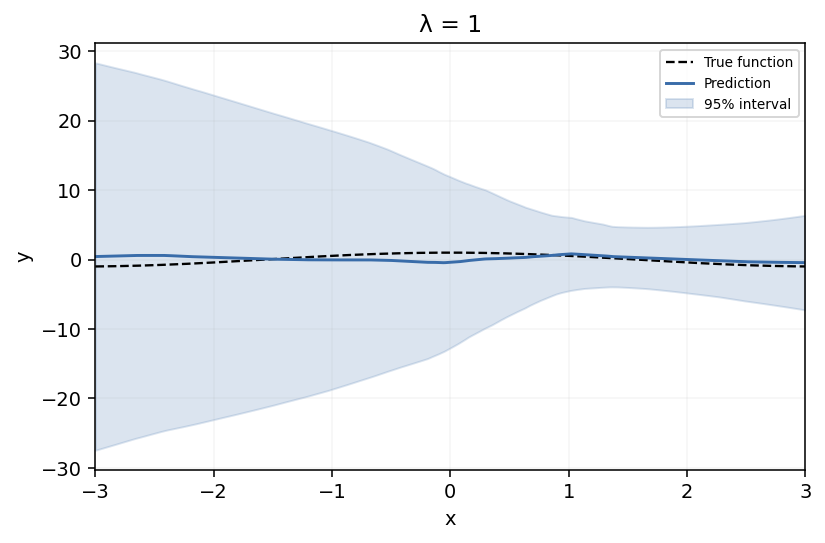 λ = 1
True function
Prediction
95% interval
30
20
10
0
−10
−20
−30
y
−3
−2
−1
0
1
2
3
x